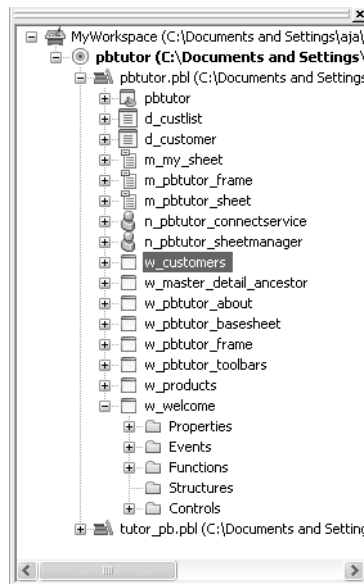 MyWorkspace (C:\Documents and Settings\aja\
pbtutor (C:\Documents and Settings\
pbtutor.pbl (C:\Documents and Settings
pbtutor
d_custlist
d_customer
m_my_sheet
m_pbtutor_frame
m_pbtutor_sheet
n_pbtutor_connectservice
n_pbtutor_sheetmanager
w_customers
w_master_detail_ancestor
w_pbtutor_about
w_pbtutor_basesheet
w_pbtutor_frame
w_pbtutor_toolbars
w_products
w_welcome
Properties
Events
Functions
Structures
Controls
tutor_pb.pbl (C:\Documents and Setting